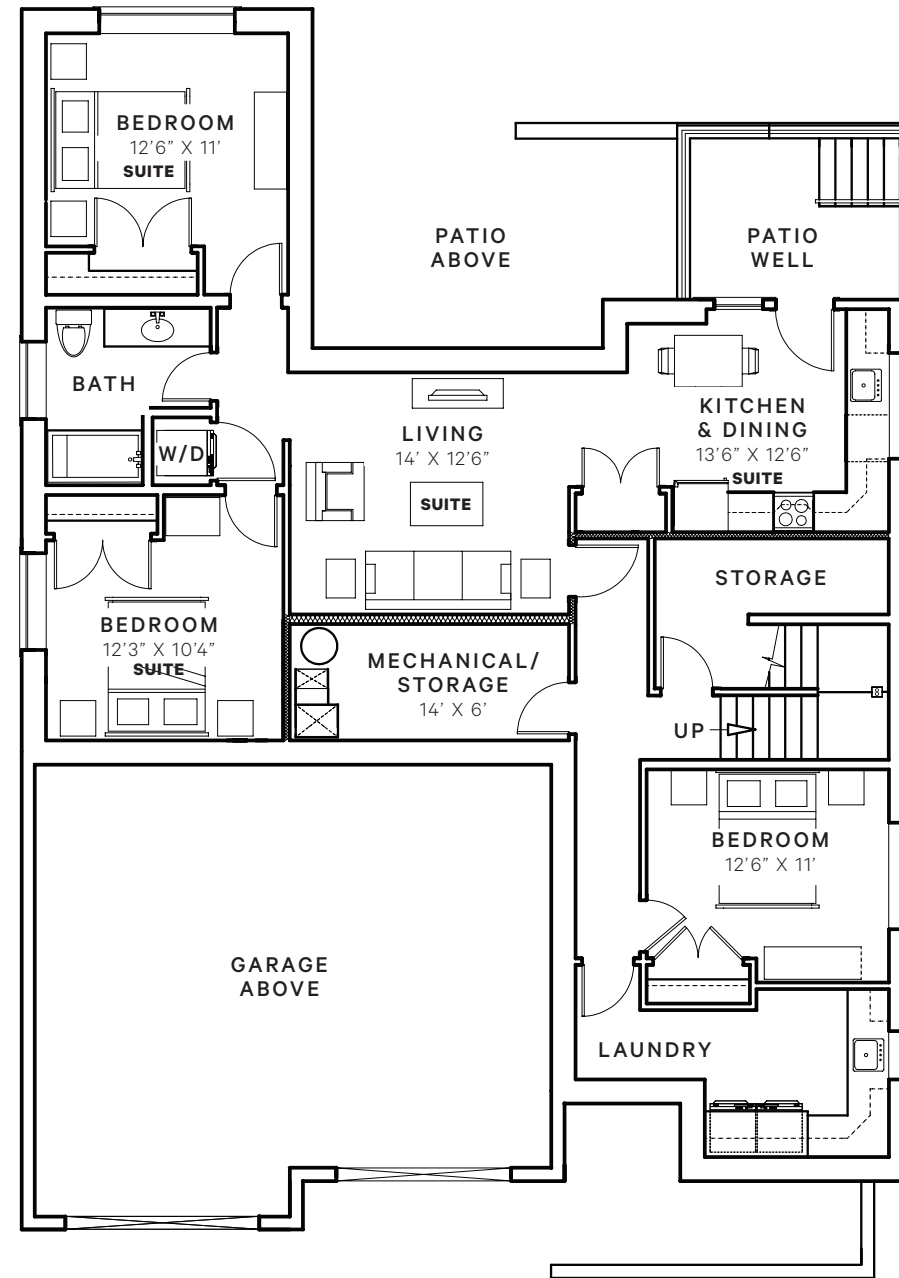 BEDROOM
12'6” X 11'
SUITE
PATIO
ABOVE
PATIO
WELL
BATH
W/D
LIVING
14' X 12'6”
SUITE
KITCHEN
& DINING
13'6” X 12'6”
SUITE
STORAGE
BEDROOM
12'3” X 10'4”
SUITE
MECHANICAL/
STORAGE
14' X 6'
UP
BEDROOM
12'6” X 11'
GARAGE
ABOVE
LAUNDRY